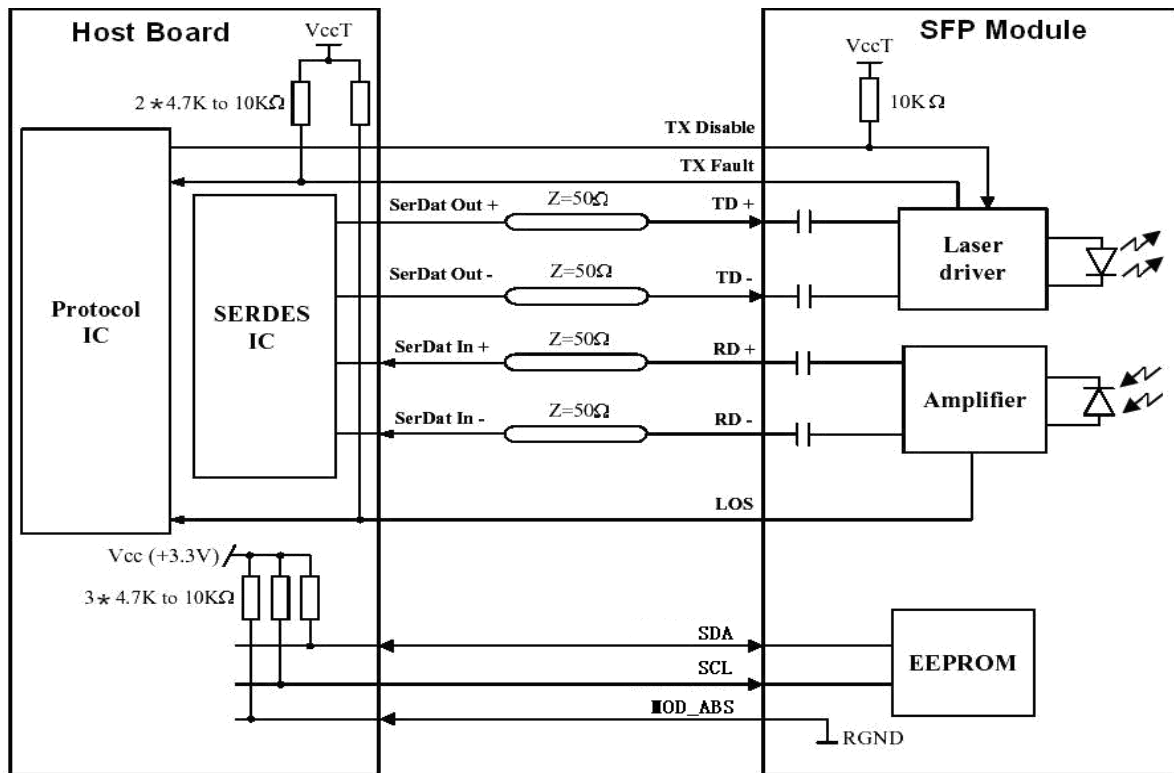 Host Board
SFP Module
VccT
VccT
2*4.7K to 10KΩ
10KΩ
TX Disable
TX Fault
SerDat Out +
Z=50Ω
TD +
SerDat Out -
Z=50Ω
TD -
Laser
driver
Protocol
IC
SERDES
IC
SerDat In +
Z=50Ω
RD +
SerDat In -
Z=50Ω
RD -
Amplifier
LOS
Vcc (+3.3V)
3*4.7K to 10KΩ
SDA
SCL
MOD_ABS
EEPROM
RGND